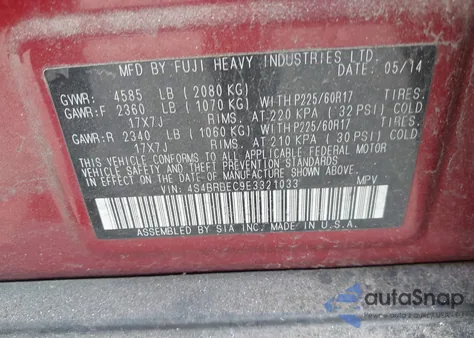 MFD BY FUJI HEAVY INDUSTRIES LTD.
DATE: 05/14
GVWR: 4585 LB (2080 KG)
GAWR:F 2360 LB (1070 KG) WITH P225/60R17 TIRES,
17X7J RIMS, AT 220 KPA (32 PSI) COLD
GAWR:R 2340 LB (1060 KG) WITH P225/60R17 TIRES,
17X7J RIMS, AT 210 KPA (30 PSI) COLD
THIS VEHICLE CONFORMS TO ALL APPLICABLE FEDERAL MOTOR
VEHICLE SAFETY, BUMPER, AND THEFT PREVENTION STANDARDS
IN EFFECT ON THE DATE OF MANUFACTURE SHOWN ABOVE.
VIN: 4S4BRBEC9E3321033 MPV
ASSEMBLED BY SIA INC. MADE IN U.S.A.
autoSnap